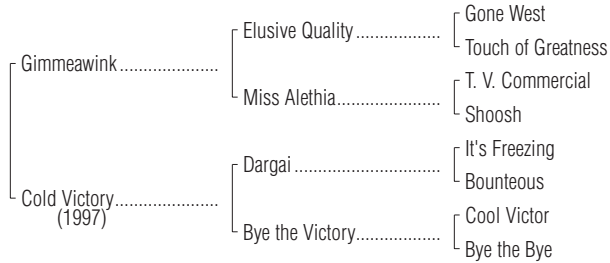 Gone West
Elusive Quality..................
Touch of Greatness
Gimmeawink.....................
T. V. Commercial
Miss Alethia......................
Shoosh
It's Freezing
Dargai ..............................
Bounteous
Cold Victory......................
(1997)
Cool Victor
Bye the Victory..................
Bye the Bye